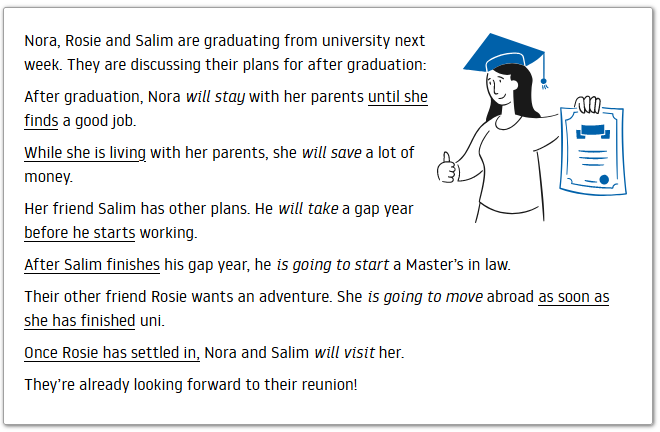 Nora, Rosie and Salim are graduating from university next
week. They are discussing their plans for after graduation:
After graduation, Nora will stay with her parents until she
finds a good job.
While she is living with her parents, she will save a lot of
money.
Her friend Salim has other plans. He will take a gap year
before he starts working.
After Salim finishes his gap year, he is going to start a Master's in law.
Their other friend Rosie wants an adventure. She is going to move abroad as soon as
she has finished uni.
Once Rosie has settled in, Nora and Salim will visit her.
They're already looking forward to their reunion!